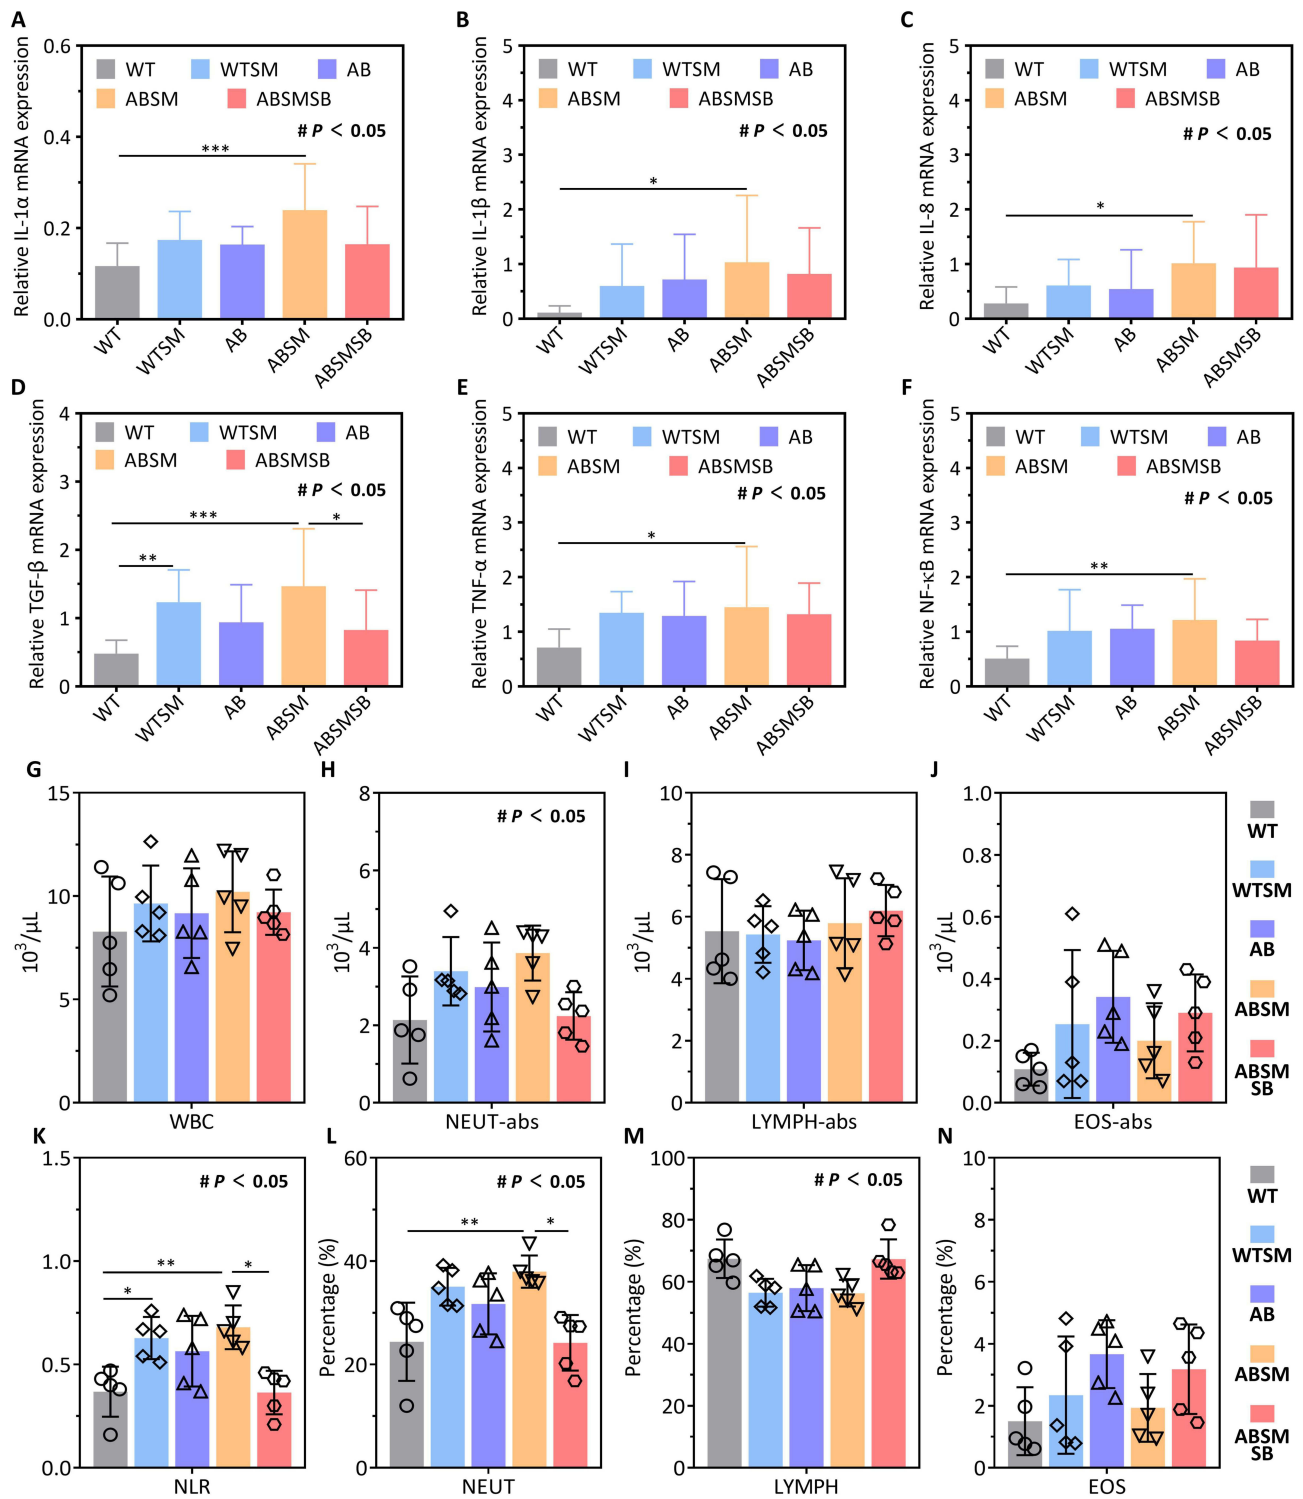 A
Relative IL-1α mRNA expression
0.6
0.4
0.2
0.0
WT WTSM AB
ABSM ABSMSB
# P < 0.05
***
WT WTSM AB ABSM ABSMSB
B
Relative IL-1β mRNA expression
5
4
3
2
1
0
WT WTSM AB
ABSM ABSMSB
# P < 0.05
*
WT WTSM AB ABSM ABSMSB
C
Relative IL-8 mRNA expression
5
4
3
2
1
0
WT WTSM AB
ABSM ABSMSB
# P < 0.05
*
WT WTSM AB ABSM ABSMSB
D
Relative TGF-β mRNA expression
4
3
2
1
0
WT WTSM AB
ABSM ABSMSB
# P < 0.05
*** *
**
WT WTSM AB ABSM ABSMSB
E
Relative TNF-α mRNA expression
5
4
3
2
1
0
WT WTSM AB
ABSM ABSMSB
# P < 0.05
*
WT WTSM AB ABSM ABSMSB
F
Relative NF-κB mRNA expression
5
4
3
2
1
0
WT WTSM AB
ABSM ABSMSB
# P < 0.05
**
WT WTSM AB ABSM ABSMSB
G
10³/μL
15
10
5
0
WBC
H
10³/μL
8
6
4
2
0
# P < 0.05
NEUT-abs
I
10³/μL
10
8
6
4
2
0
LYMPH-abs
J
10³/μL
1.0
0.8
0.6
0.4
0.2
0.0
EOS-abs
WT
WTSM
AB
ABSM
ABSM
SB
K
1.5
1.0
0.5
0.0
# P < 0.05
**
*
*
NLR
L
Percentage (%)
60
40
20
0
# P < 0.05
** *
NEUT
M
Percentage (%)
100
80
60
40
20
0
# P < 0.05
LYMPH
N
Percentage (%)
10
8
6
4
2
0
EOS
WT
WTSM
AB
ABSM
ABSM
SB